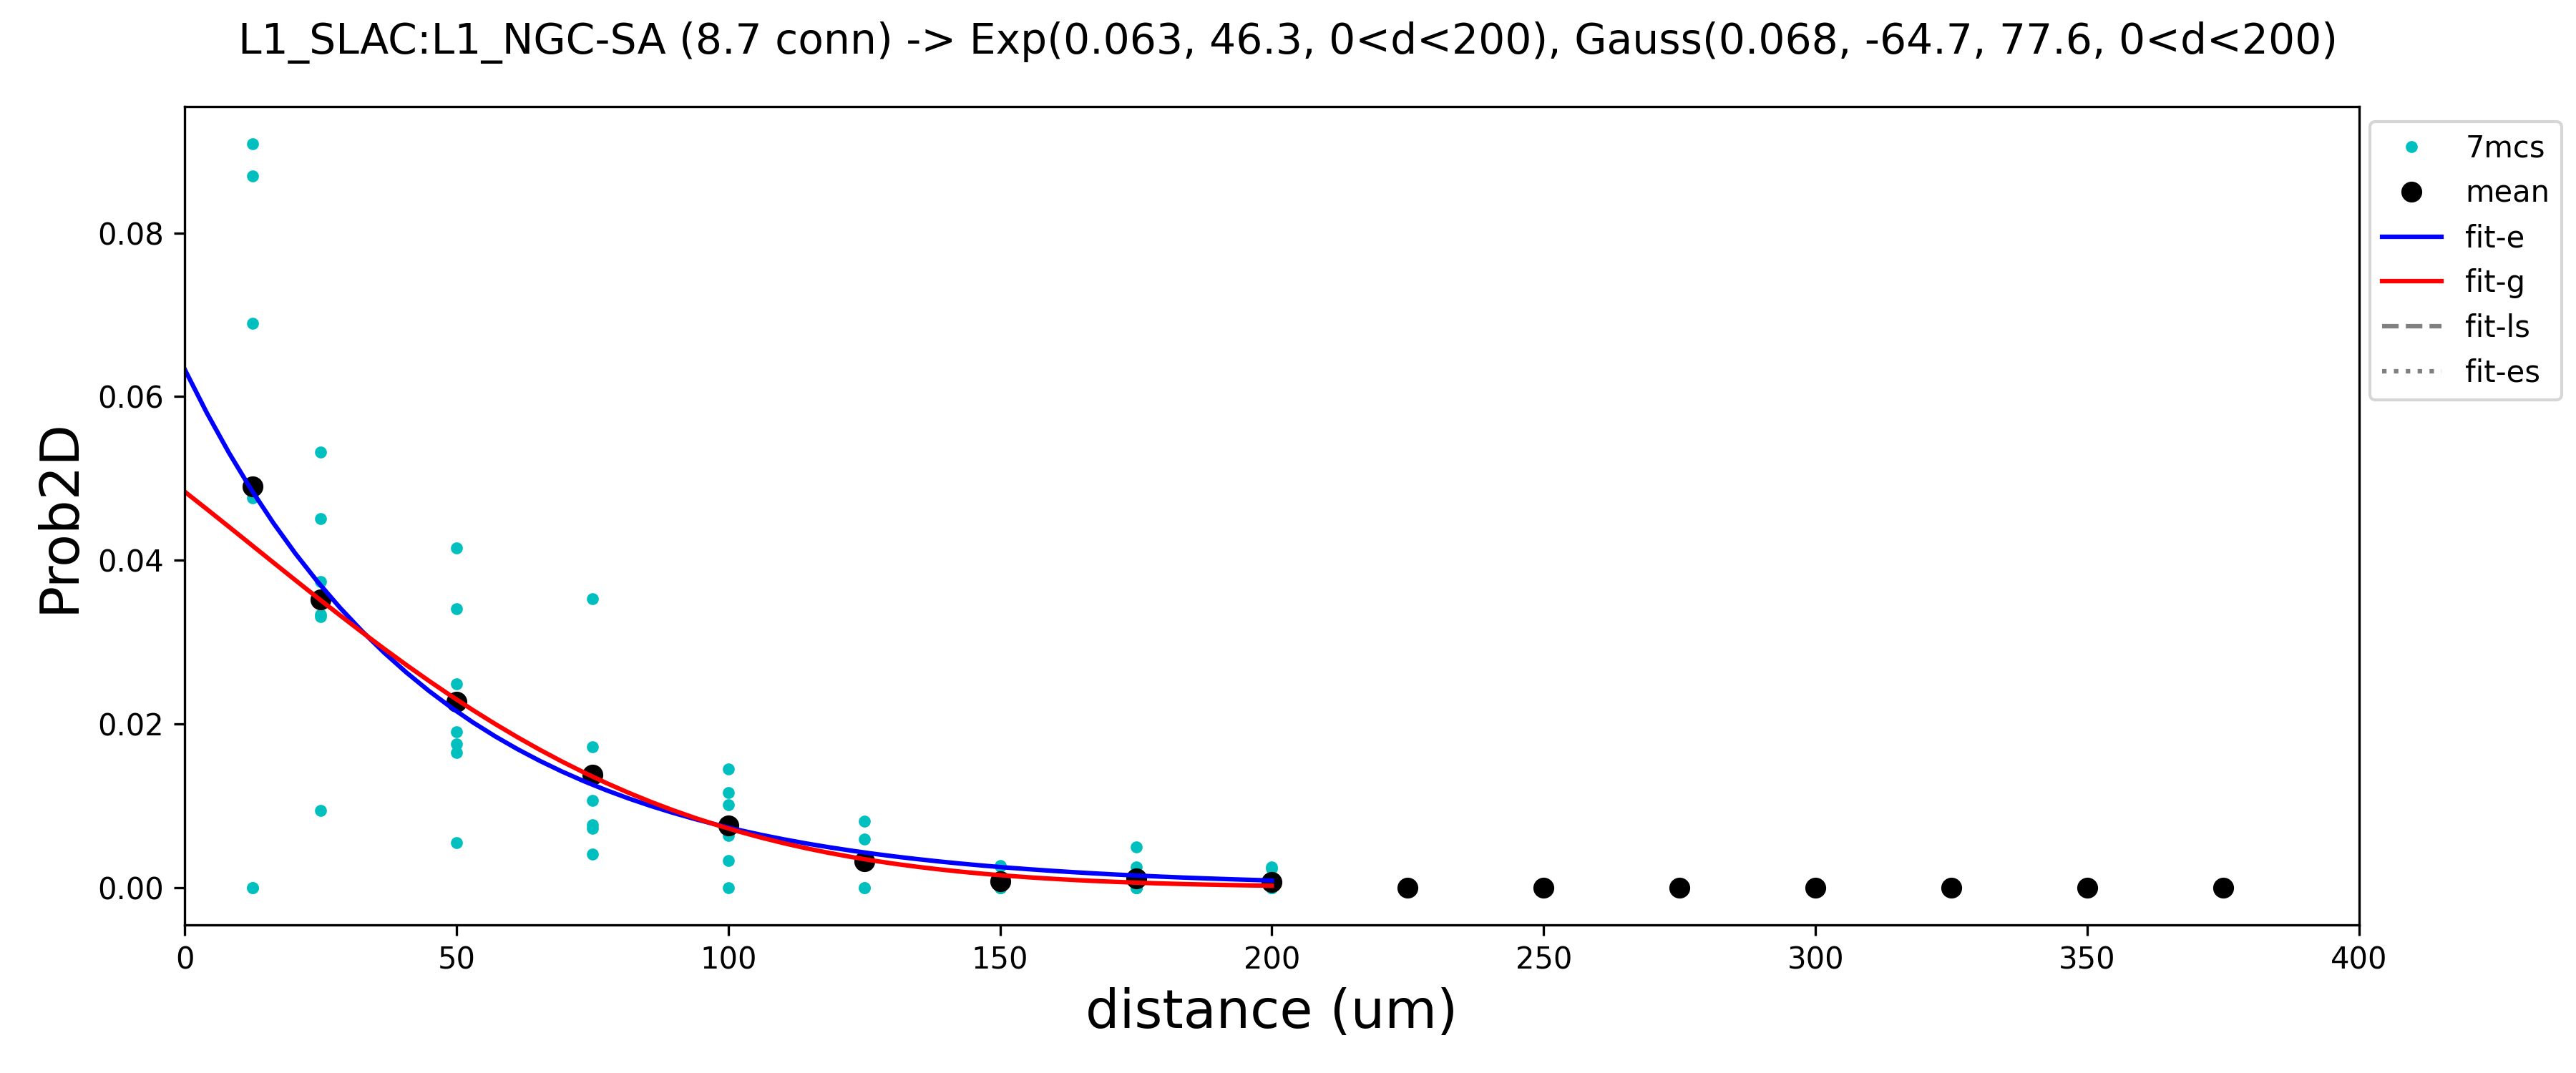 L1_SLAC:L1_NGC-SA (8.7 conn) -> Exp(0.063, 46.3, 0<d<200), Gauss(0.068, -64.7, 77.6, 0<d<200)
7mcs
mean
fit-e
fit-g
fit-ls
fit-es
Prob2D
0.08
0.06
0.04
0.02
0.00
0 50 100 150 200 250 300 350 400
distance (um)